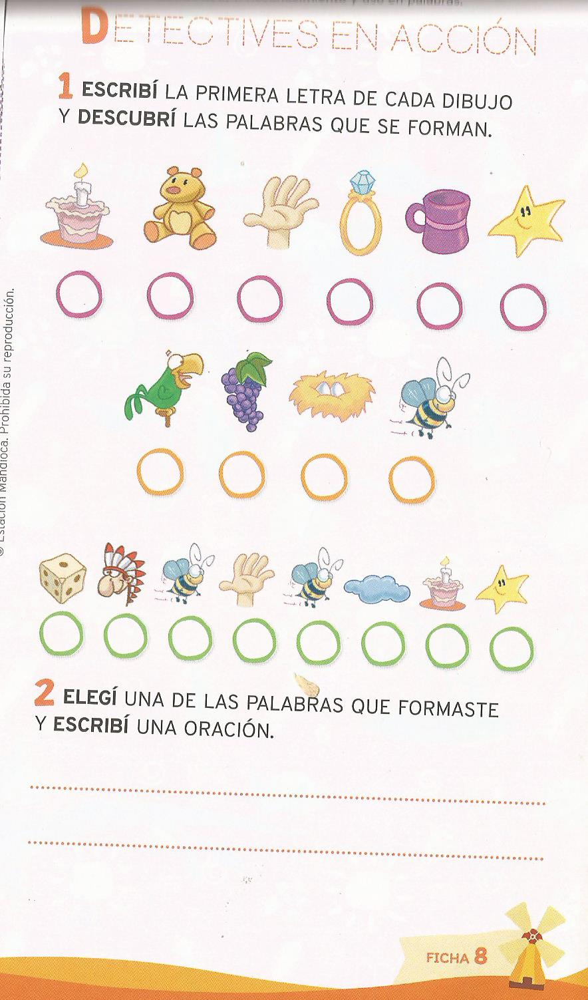 DETECTIVES EN ACCIÓN
1 ESCRIBÍ LA PRIMERA LETRA DE CADA DIBUJO
Y DESCUBRÍ LAS PALABRAS QUE SE FORMAN.
2 ELEGÍ UNA DE LAS PALABRAS QUE FORMASTE
Y ESCRIBÍ UNA ORACIÓN.
© Estación Mandioca. Prohibida su reproducción.
FICHA 8